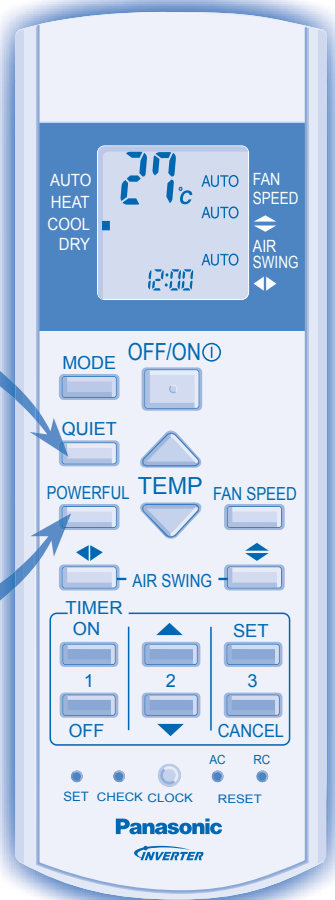 27°C
AUTO AUTO FAN SPEED
HEAT AUTO
COOL
DRY AUTO AIR SWING
12:00
OFF/ON
MODE
QUIET
POWERFUL TEMP FAN SPEED
AIR SWING
TIMER
ON SET
1 2 3
OFF CANCEL
AC RC
SET CHECK CLOCK RESET
Panasonic
INVERTER